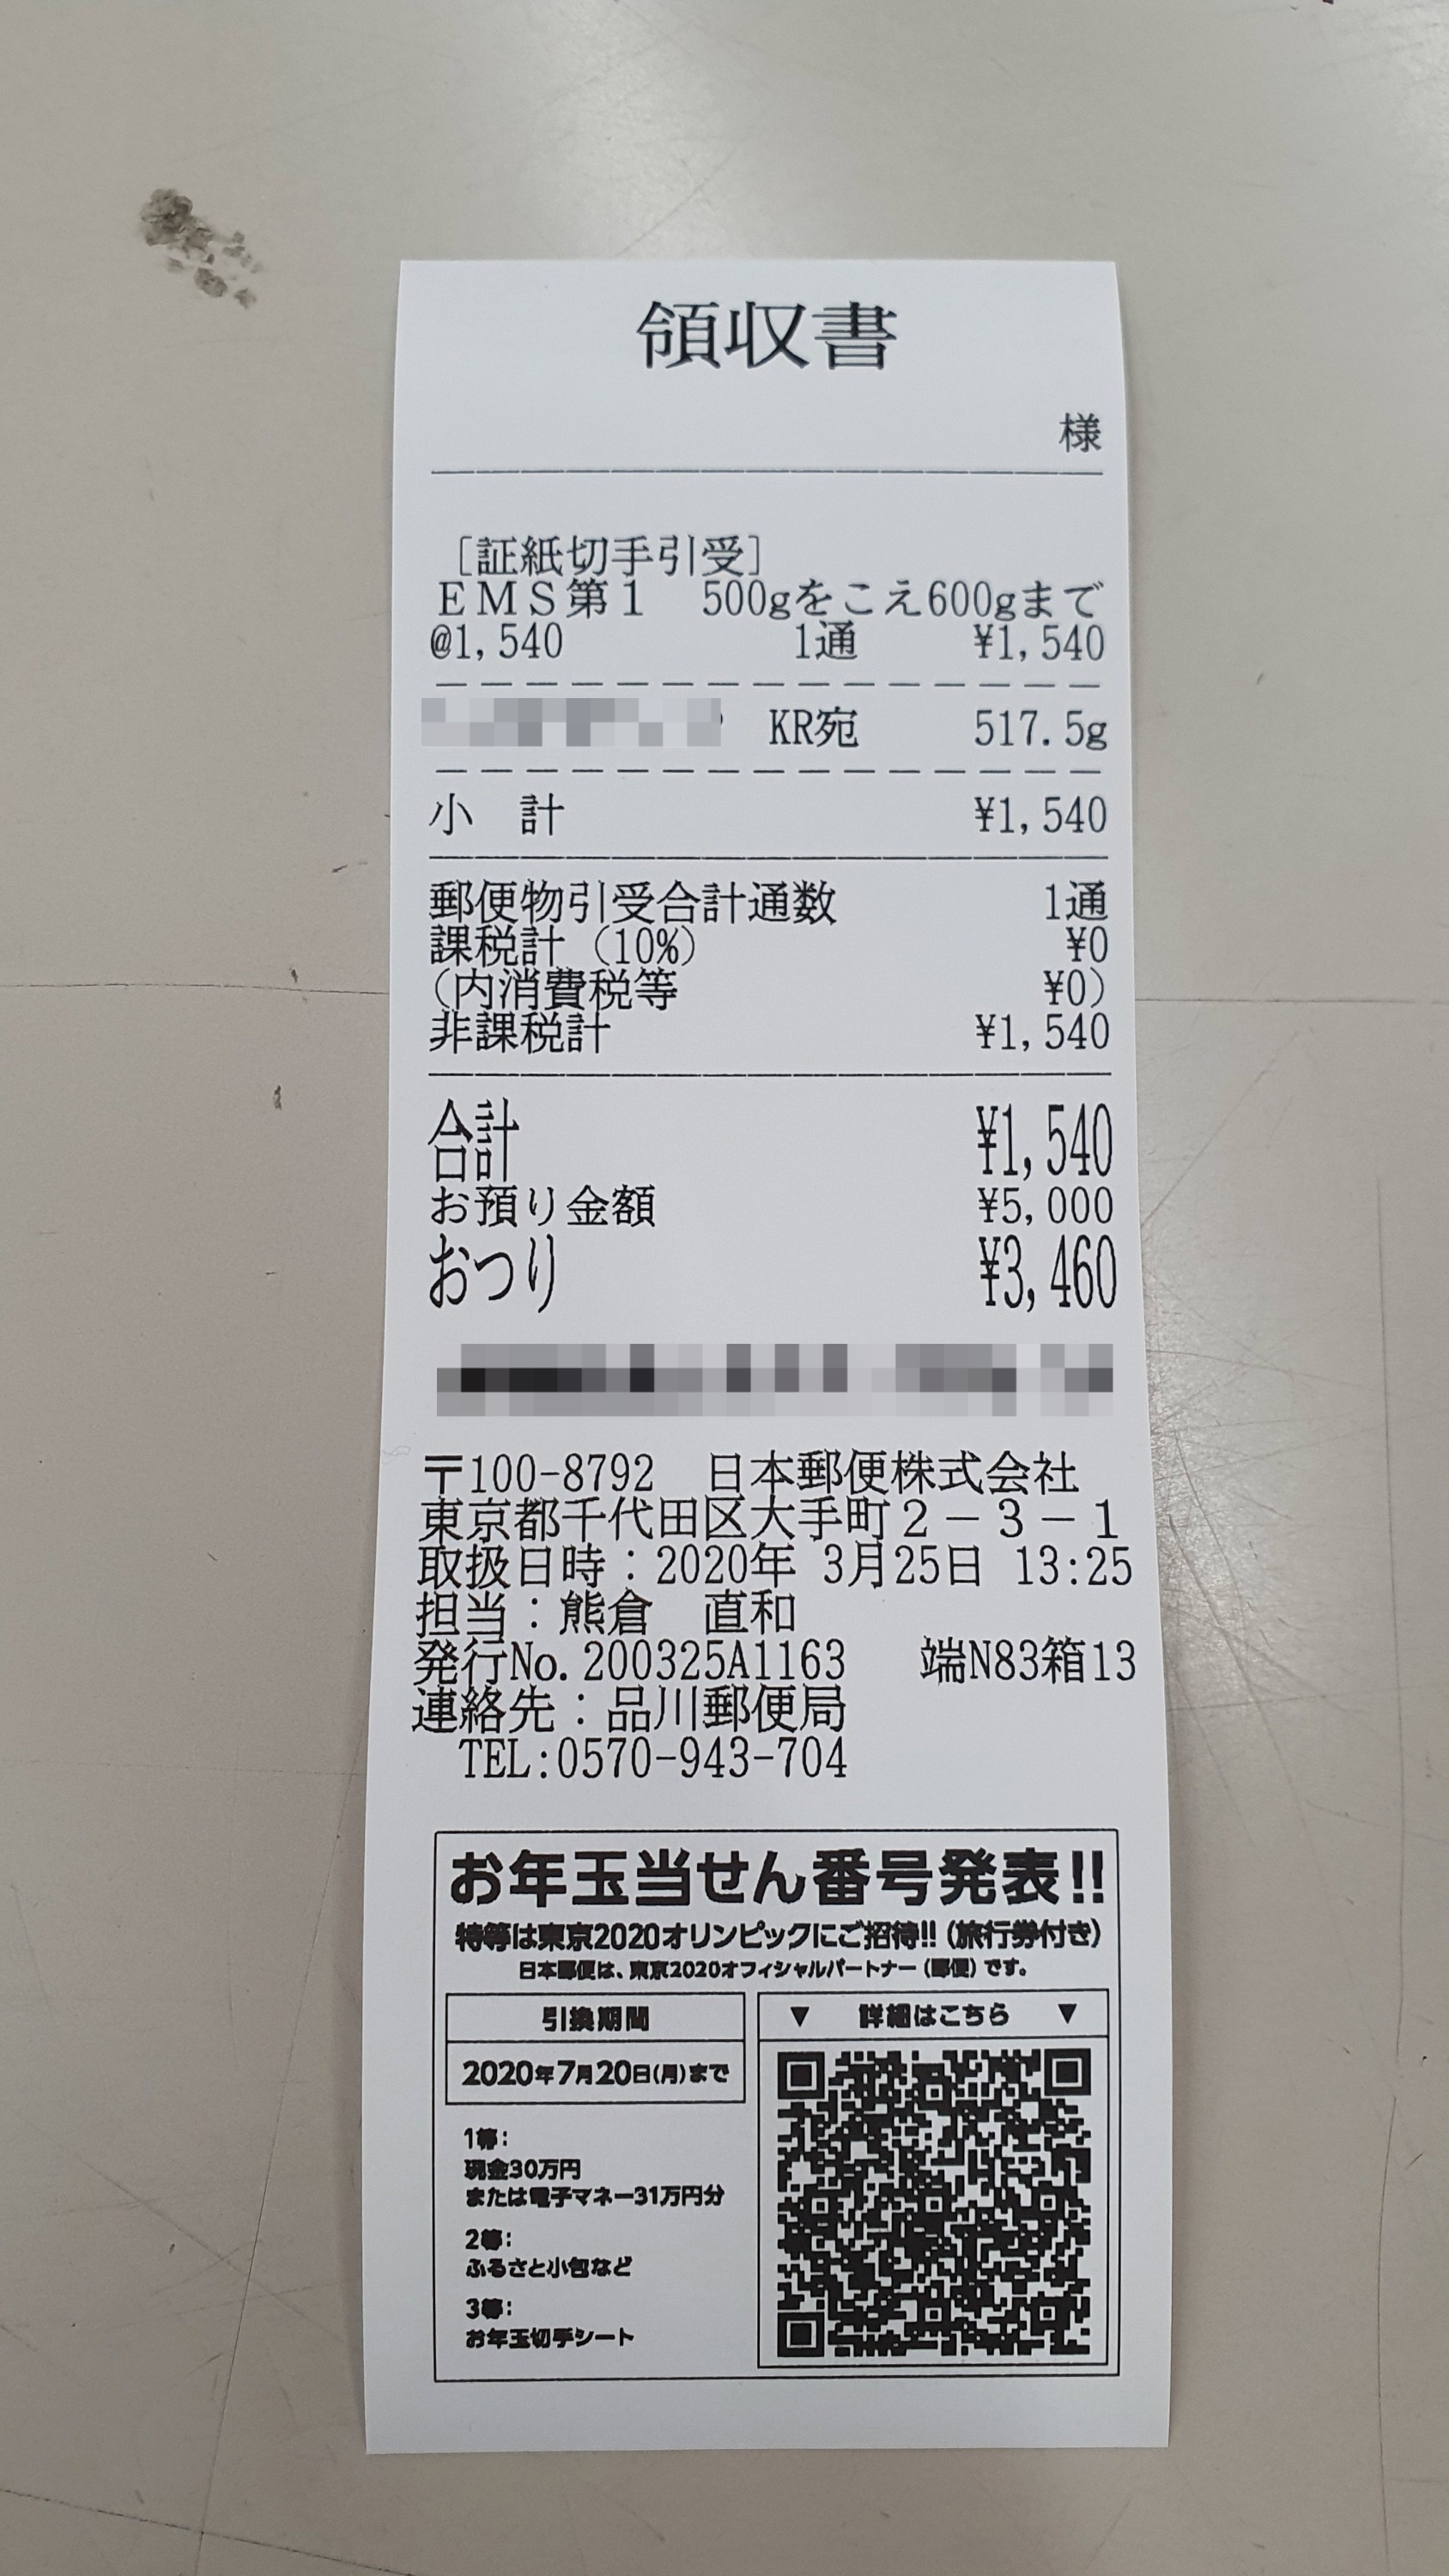 領収書
様
［証紙切手引受］
ＥＭＳ第１　500gをこえ600gまで
@1,540　1通　¥1,540
KR宛　517.5g
小　計　¥1,540
郵便物引受合計通数　1通
課税計（10%）　¥0
（内消費税等　¥0）
非課税計　¥1,540
合計　¥1,540
お預り金額　¥5,000
おつり　¥3,460
〒100-8792　日本郵便株式会社
東京都千代田区大手町２－３－１
取扱日時：2020年 3月25日 13:25
担当：熊倉　直和
発行No.200325A1163　端N83箱13
連絡先：品川郵便局
TEL:0570-943-704
お年玉当せん番号発表!!
特等は東京2020オリンピックにご招待!!（旅行券付き）
日本郵便は、東京2020オフィシャルパートナー（郵便）です。
引換期間
2020年7月20日(月)まで
1等：
現金30万円
または電子マネー31万円分
2等：
ふるさと小包など
3等：
お年玉切手シート
▼　詳細はこちら　▼